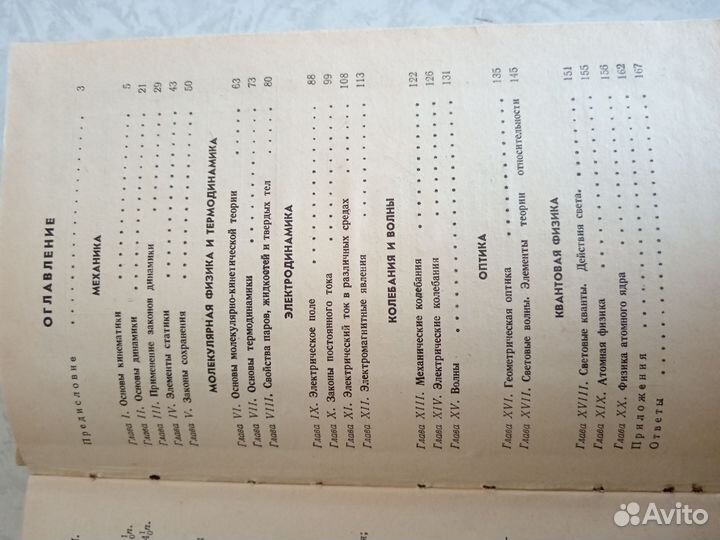 ОГЛАВЛЕНИЕ
Предисловие . . . . . . . . . . . . . . . . 3
МЕХАНИКА
Глава I. Основы кинематики . . . . . . . . . . 5
Глава II. Основы динамики . . . . . . . . . . 21
Глава III. Применение законов динамики . . . . . . 29
Глава IV. Элементы статики . . . . . . . . . . 43
Глава V. Законы сохранения . . . . . . . . . . 50
МОЛЕКУЛЯРНАЯ ФИЗИКА И ТЕРМОДИНАМИКА
Глава VI. Основы молекулярно-кинетической теории . . . 63
Глава VII. Основы термодинамики . . . . . . . . 73
Глава VIII. Свойства паров, жидкостей и твердых тел . . . 80
ЭЛЕКТРОДИНАМИКА
Глава IX. Электрическое поле . . . . . . . . . 88
Глава X. Законы постоянного тока . . . . . . . . 99
Глава XI. Электрический ток в различных средах . . . . 108
Глава XII. Электромагнитные явления . . . . . . . 113
КОЛЕБАНИЯ И ВОЛНЫ
Глава XIII. Механические колебания . . . . . . . 122
Глава XIV. Электрические колебания . . . . . . . 126
Глава XV. Волны . . . . . . . . . . . . . 131
ОПТИКА
Глава XVI. Геометрическая оптика . . . . . . . . 135
Глава XVII. Световые волны. Элементы теории относительности 145
КВАНТОВАЯ ФИЗИКА
Глава XVIII. Световые кванты. Действия света. . . . . 151
Глава XIX. Атомная физика . . . . . . . . . . 155
Глава XX. Физика атомного ядра . . . . . . . . 156
Приложения . . . . . . . . . . . . . . . 162
Ответы . . . . . . . . . . . . . . . . . 167
Avito